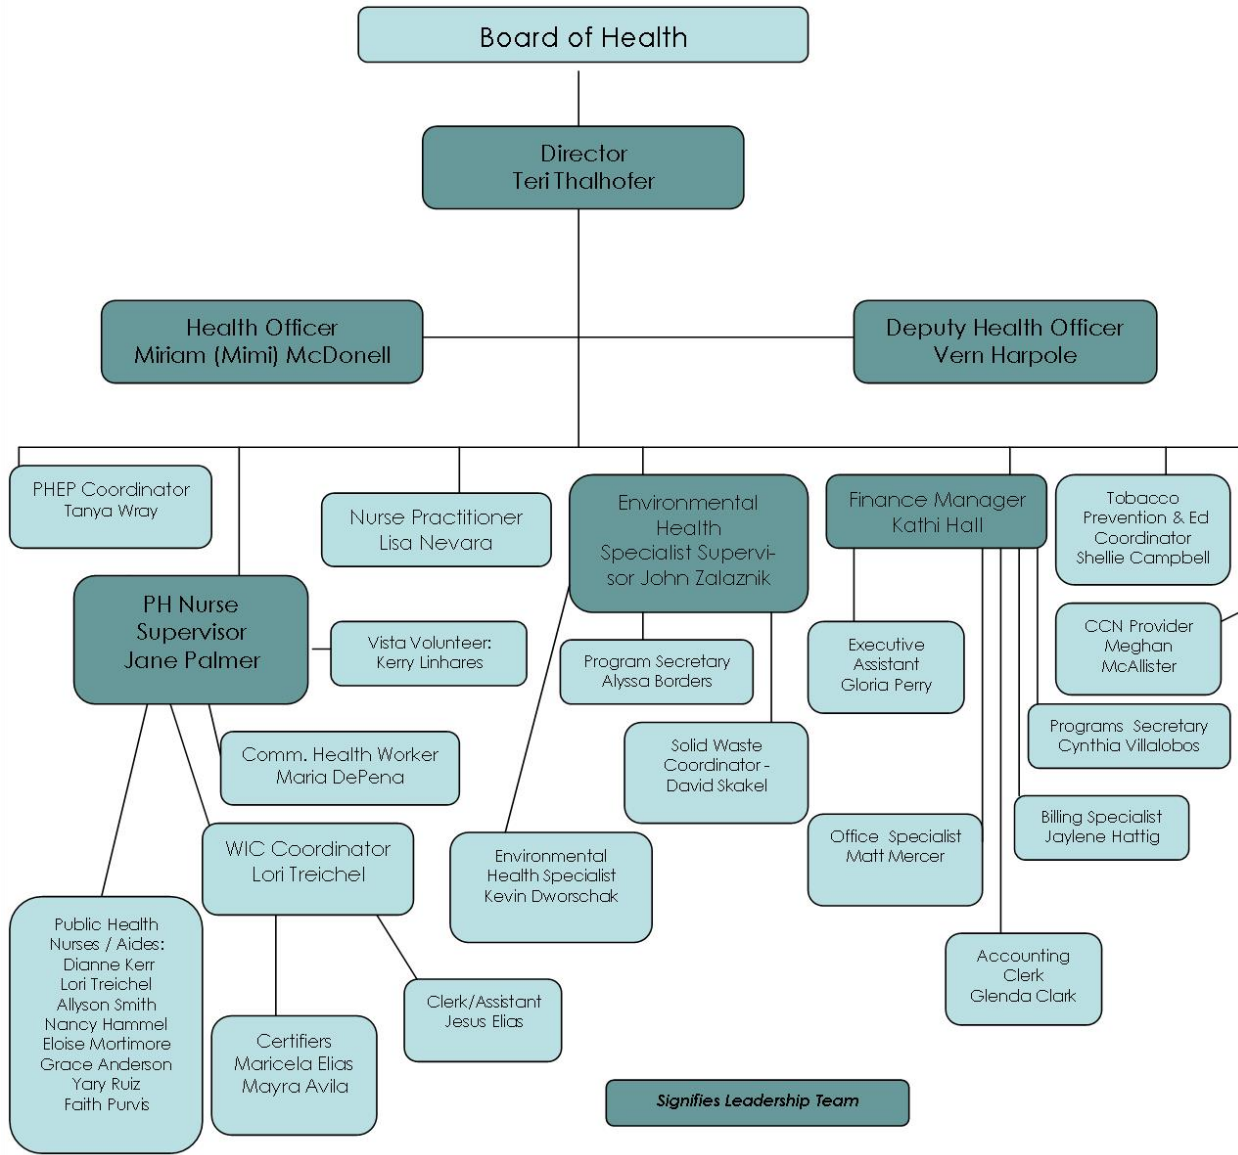 Board of Health
Director
Teri Thalhofer
Health Officer
Miriam (Mimi) McDonell
Deputy Health Officer
Vern Harpole
PHEP Coordinator
Tanya Wray
Nurse Practitioner
Lisa Nevara
Environmental
Health
Specialist Supervi-
sor John Zalaznik
Finance Manager
Kathi Hall
Tobacco
Prevention & Ed
Coordinator
Shellie Campbell
PH Nurse
Supervisor
Jane Palmer
Vista Volunteer:
Kerry Linhares
Program Secretary
Alyssa Borders
Executive
Assistant
Gloria Perry
CCN Provider
Meghan
McAllister
Comm. Health Worker
Maria DePena
Solid Waste
Coordinator -
David Skakel
Programs Secretary
Cynthia Villalobos
WIC Coordinator
Lori Treichel
Environmental
Health Specialist
Kevin Dworschak
Office Specialist
Matt Mercer
Billing Specialist
Jaylene Hattig
Public Health
Nurses / Aides:
Dianne Kerr
Lori Treichel
Allyson Smith
Nancy Hammel
Eloise Mortimore
Grace Anderson
Yary Ruiz
Faith Purvis
Certifiers
Maricela Elias
Mayra Avila
Clerk/Assistant
Jesus Elias
Accounting
Clerk
Glenda Clark
Signifies Leadership Team